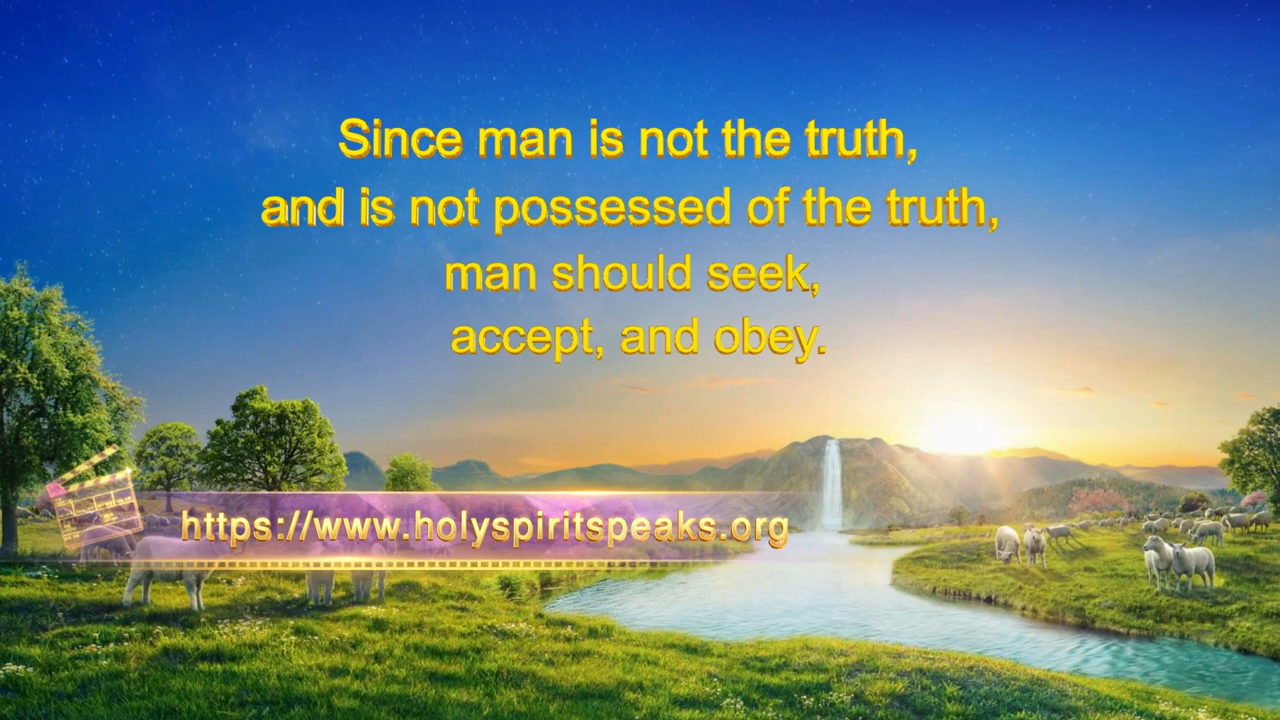 Since man is not the truth,
and is not possessed of the truth,
man should seek,
accept, and obey.
https://www.holyspiritspeaks.org